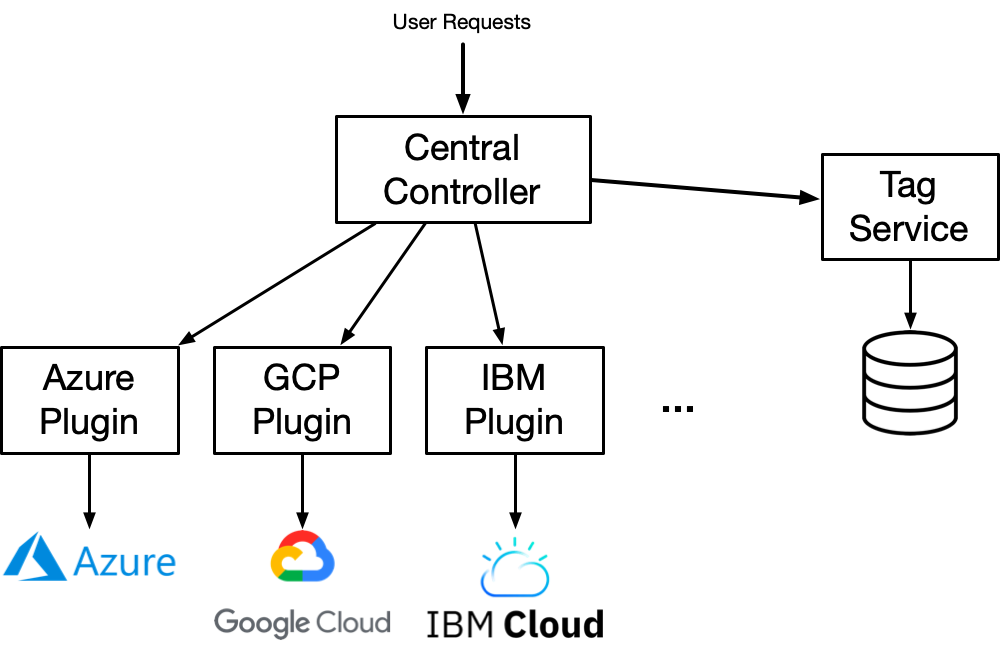 User Requests
Central
Controller
Tag
Service
Azure
Plugin
GCP
Plugin
IBM
Plugin
...
Azure
Google Cloud
IBM Cloud